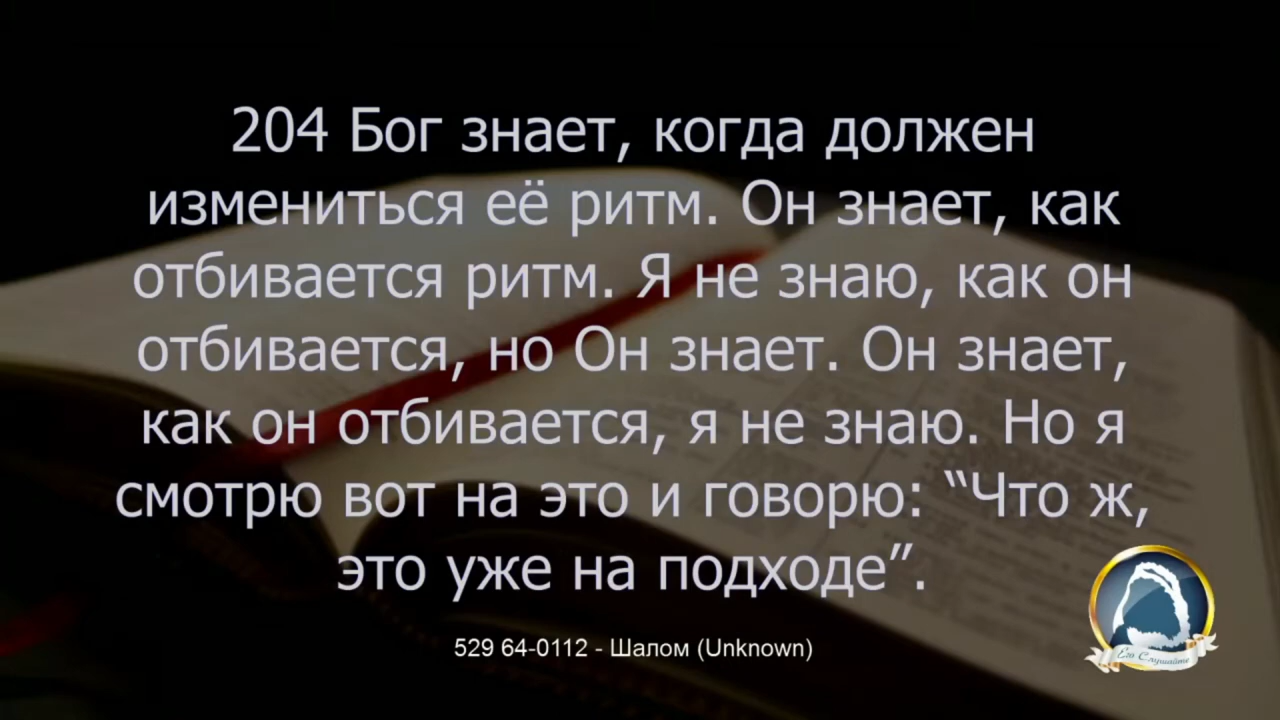 204 Бог знает, когда должен
измениться её ритм. Он знает, как
отбивается ритм. Я не знаю, как он
отбивается, но Он знает. Он знает,
как он отбивается, я не знаю. Но я
смотрю вот на это и говорю: “Что ж,
это уже на подходе”.
529 64-0112 - Шалом (Unknown)
Его Слушайте